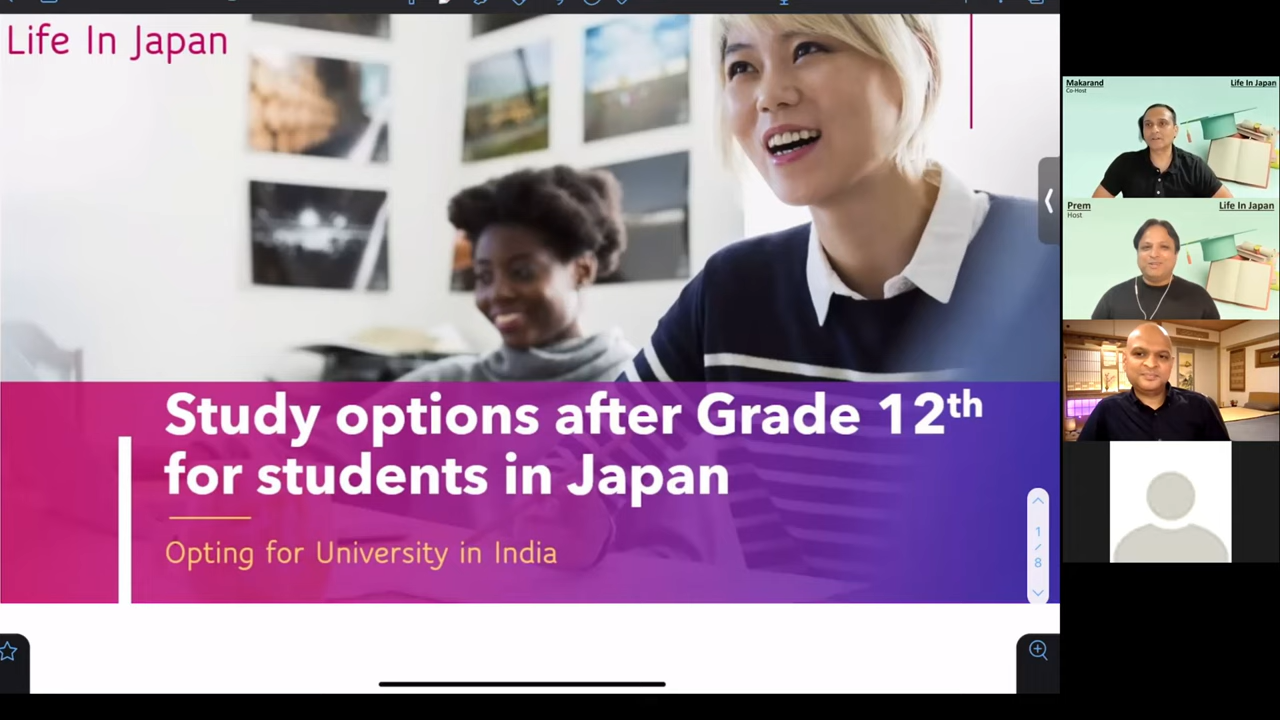 Life In Japan
Study options after Grade 12th
for students in Japan
Opting for University in India
1
/
8
Makarand
Co-Host
Life In Japan
Prem
Host
Life In Japan